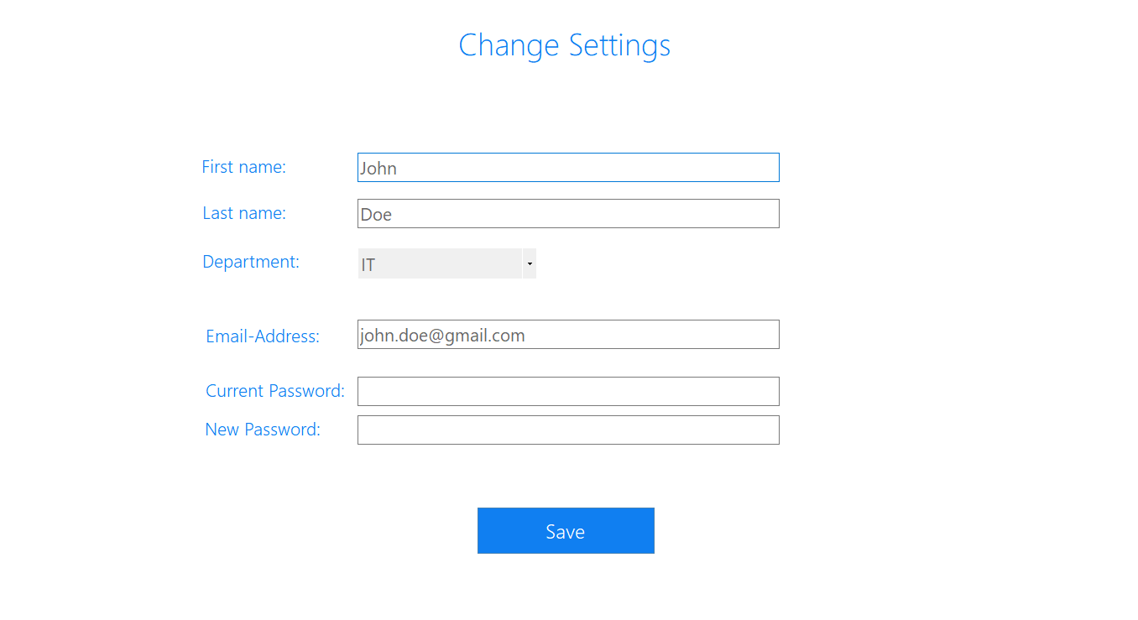 Change Settings
First name: John
Last name: Doe
Department: IT
Email-Address: john.doe@gmail.com
Current Password:
New Password:
Save